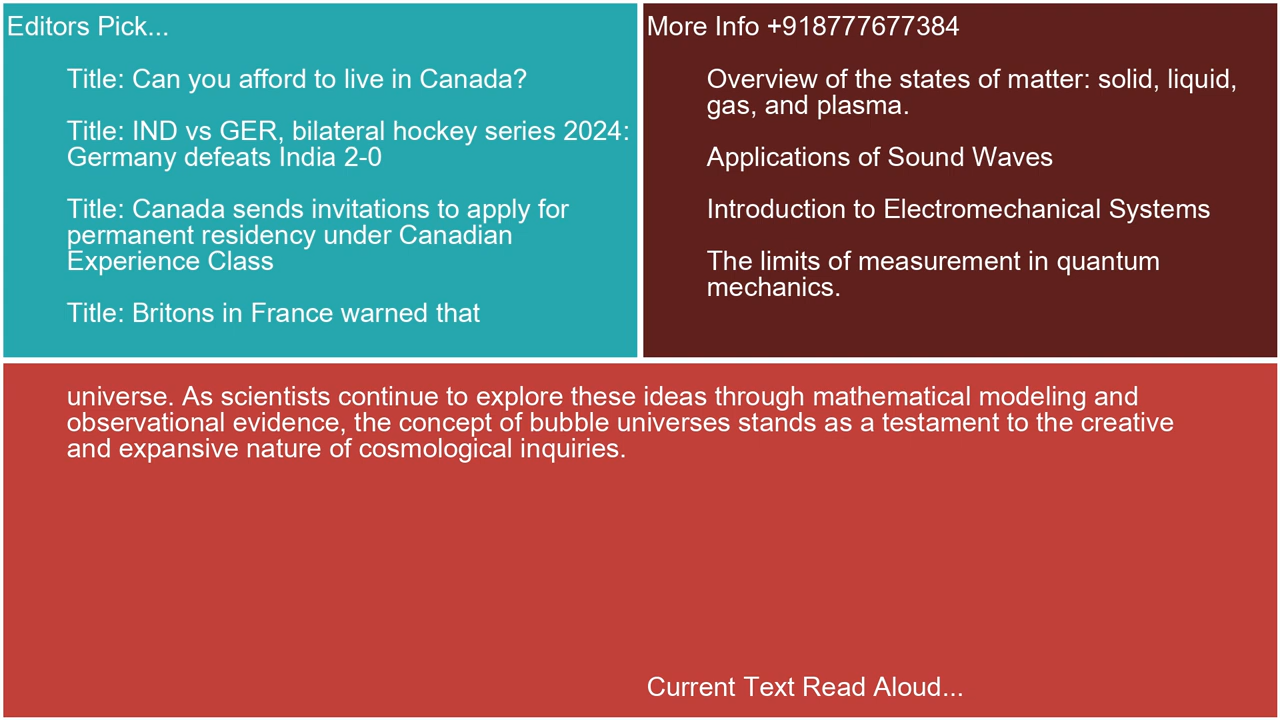 Editors Pick...
Title: Can you afford to live in Canada?
Title: IND vs GER, bilateral hockey series 2024:
Germany defeats India 2-0
Title: Canada sends invitations to apply for
permanent residency under Canadian
Experience Class
Title: Britons in France warned that
More Info +918777677384
Overview of the states of matter: solid, liquid,
gas, and plasma.
Applications of Sound Waves
Introduction to Electromechanical Systems
The limits of measurement in quantum
mechanics.
universe. As scientists continue to explore these ideas through mathematical modeling and
observational evidence, the concept of bubble universes stands as a testament to the creative
and expansive nature of cosmological inquiries.
Current Text Read Aloud...